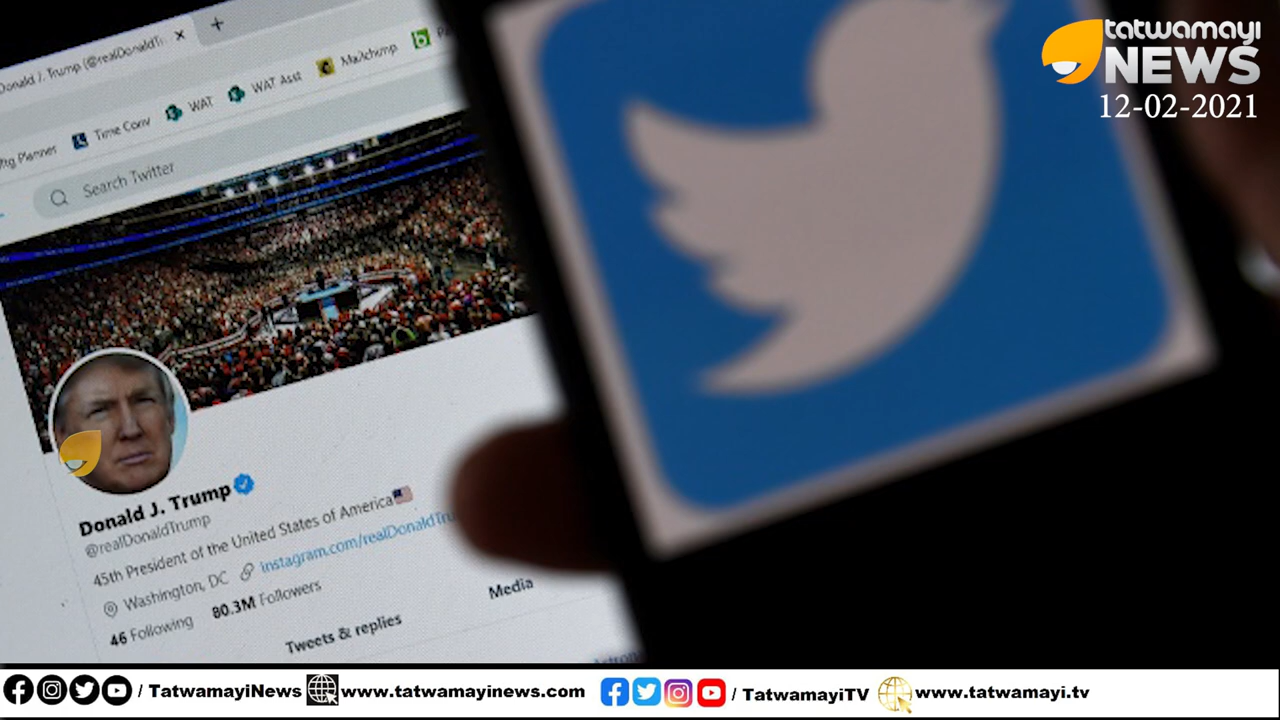 tatwamayi
NEWS
12-02-2021
Donald J. Trump (@realDonaldTr
Mailchimp
WAT Asst
WAT
Time Conv
Planner
Search Twitter
Donald J. Trump
@realDonaldTrump
45th President of the United States of America
Washington, DC instagram.com/realDonaldTru
46 Following 80.3M Followers
Tweets & replies
Media
/ TatwamayiNews www.tatwamayinews.com / TatwamayiTV www.tatwamayi.tv